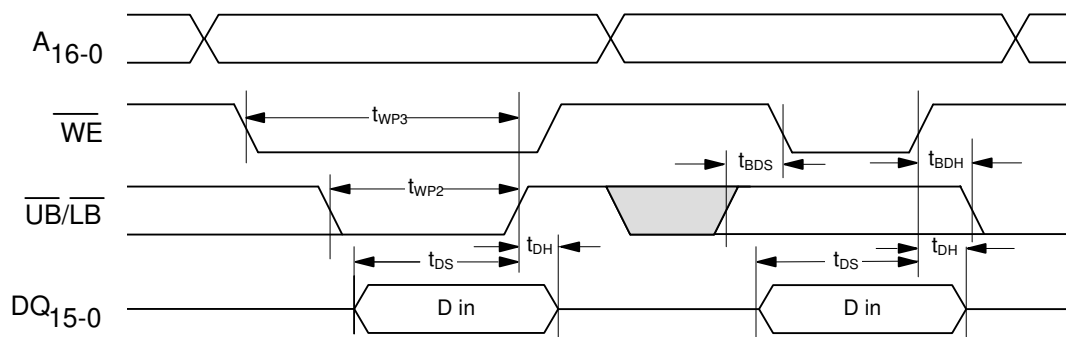 A16-0
WE tWP3 tBDS tBDH
UB/LB tWP2
tDS tDH tDS tDH
DQ15-0 D in D in